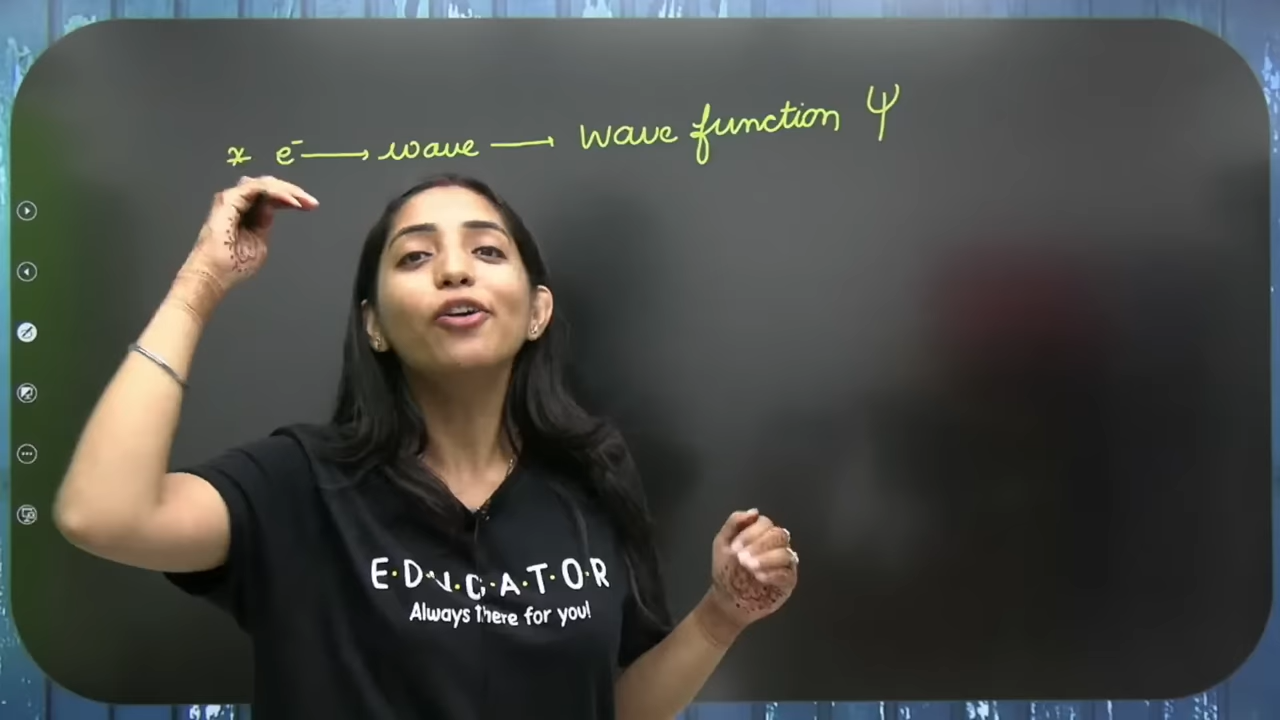 * e⁻ → wave → wave function ψ
E·D·U·C·A·T·O·R
Always There for you!